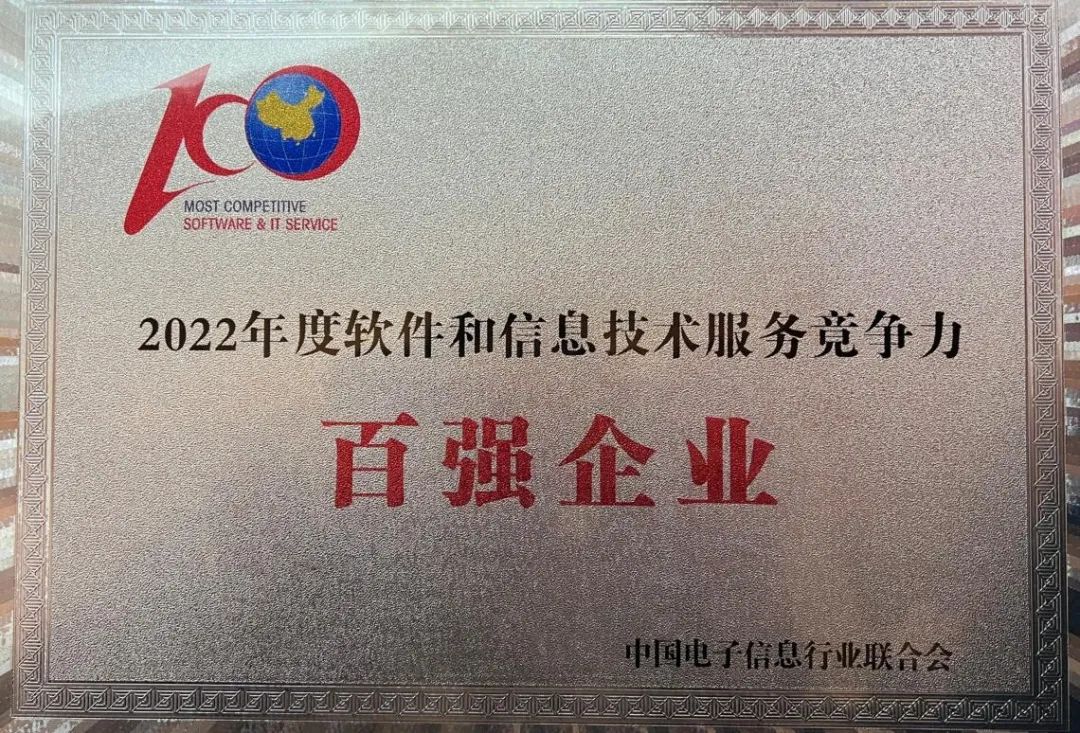 100
MOST COMPETITIVE
SOFTWARE & IT SERVICE
2022年度软件和信息技术服务竞争力
百强企业
中国电子信息行业联合会